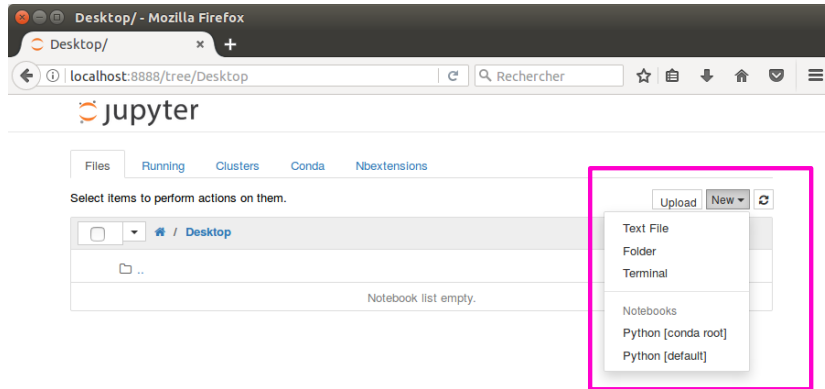 Desktop/ - Mozilla Firefox
Desktop/ × +
localhost:8888/tree/Desktop Rechercher
jupyter
Files Running Clusters Conda Nbextensions
Select items to perform actions on them.
Upload New
/ Desktop
..
Notebook list empty.
Text File
Folder
Terminal
Notebooks
Python [conda root]
Python [default]